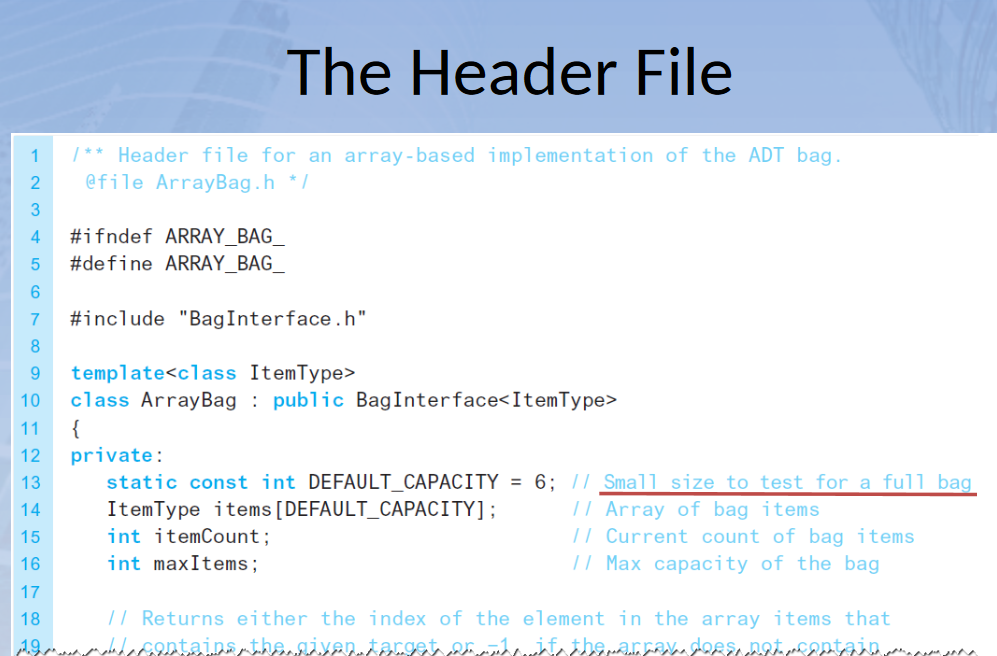 The Header File
1 /** Header file for an array-based implementation of the ADT bag.
2 @file ArrayBag.h */
3
4 #ifndef ARRAY_BAG_
5 #define ARRAY_BAG_
6
7 #include "BagInterface.h"
8
9 template<class ItemType>
10 class ArrayBag : public BagInterface<ItemType>
11 {
12 private:
13 static const int DEFAULT_CAPACITY = 6; // Small size to test for a full bag
14 ItemType items[DEFAULT_CAPACITY]; // Array of bag items
15 int itemCount; // Current count of bag items
16 int maxItems; // Max capacity of the bag
17
18 // Returns either the index of the element in the array items that
19 // contains the given target or -1, if the array does not contain